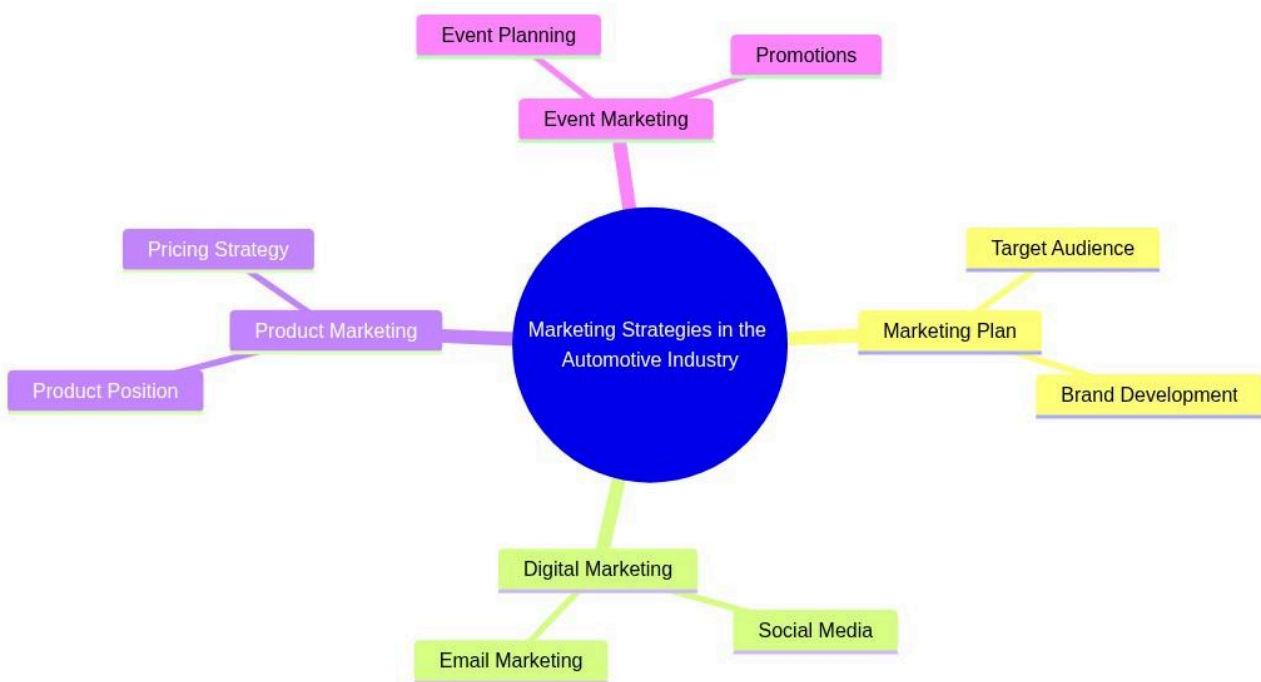 Event Planning
Promotions
Event Marketing
Pricing Strategy
Target Audience
Product Marketing
Marketing Strategies in the
Automotive Industry
Marketing Plan
Product Position
Brand Development
Digital Marketing
Social Media
Email Marketing